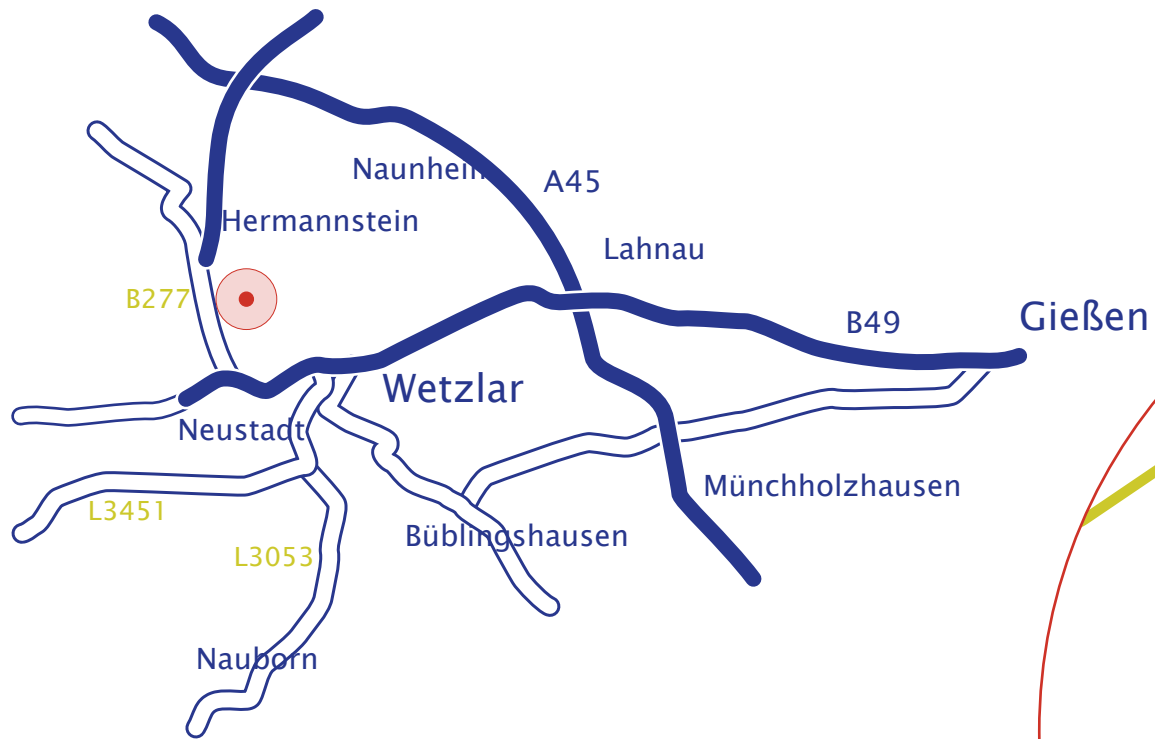 Naunheim
A45
Hermannstein
Lahnau
B277
Gießen
B49
Wetzlar
Neustadt
Münchholzhausen
L3451
Büblingshausen
L3053
Nauborn